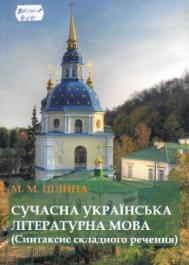 М. М. ЦІЛИНА
СУЧАСНА УКРАЇНСЬКА
ЛІТЕРАТУРНА МОВА
(Синтаксис складного речення)